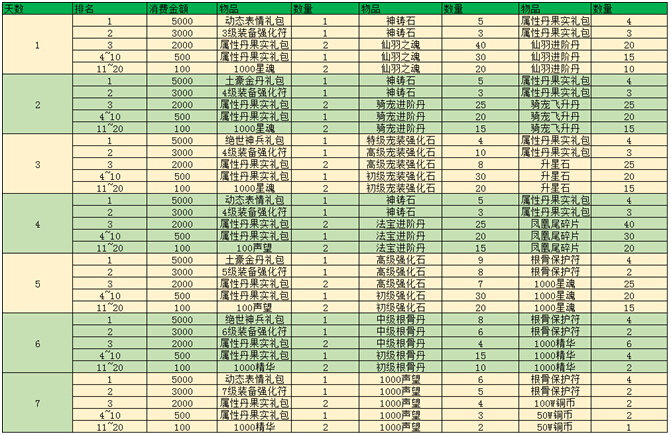 天数 排名 消费金额 物品 数量 物品 数量 物品 数量
1 1 5000 动态表情礼包 1 神铸石 5 属性丹果实礼包 4
2 3000 3级装备强化符 1 神铸石 3 属性丹果实礼包 3
3 2000 属性丹果实礼包 2 仙羽之魂 40 仙羽进阶丹 20
4~10 500 属性丹果实礼包 1 仙羽之魂 30 仙羽进阶丹 15
11~20 100 1000星魂 2 仙羽之魂 20 仙羽进阶丹 10
2 1 5000 土豪金丹礼包 1 神铸石 5 属性丹果实礼包 4
2 3000 4级装备强化符 1 神铸石 3 属性丹果实礼包 3
3 2000 属性丹果实礼包 2 骑宠进阶丹 25 骑宠飞升丹 25
4~10 500 属性丹果实礼包 1 骑宠进阶丹 20 骑宠飞升丹 20
11~20 100 1000星魂 2 骑宠进阶丹 15 骑宠飞升丹 15
3 1 5000 绝世神兵礼包 1 特级宠装强化石 4 属性丹果实礼包 4
2 3000 4级装备强化符 1 高级宠装强化石 10 属性丹果实礼包 3
3 2000 属性丹果实礼包 2 高级宠装强化石 8 升星石 25
4~10 500 属性丹果实礼包 1 初级宠装强化石 30 升星石 20
11~20 100 1000星魂 2 初级宠装强化石 20 升星石 15
4 1 5000 动态表情礼包 1 神铸石 5 属性丹果实礼包 4
2 3000 4级装备强化符 1 神铸石 3 属性丹果实礼包 3
3 2000 属性丹果实礼包 2 法宝进阶丹 25 凤凰尾碎片 40
4~10 500 属性丹果实礼包 1 法宝进阶丹 20 凤凰尾碎片 30
11~20 100 100声望 2 法宝进阶丹 15 凤凰尾碎片 20
5 1 5000 土豪金丹礼包 1 高级强化石 9 根骨保护符 4
2 3000 5级装备强化符 1 高级强化石 8 根骨保护符 2
3 2000 属性丹果实礼包 2 高级强化石 7 1000星魂 25
4~10 500 属性丹果实礼包 1 初级强化石 30 1000星魂 20
11~20 100 100声望 2 初级强化石 20 1000星魂 15
6 1 5000 绝世神兵礼包 1 中级根骨丹 8 根骨保护符 4
2 3000 6级装备强化符 1 中级根骨丹 6 根骨保护符 2
3 2000 属性丹果实礼包 2 中级根骨丹 4 1000精华 6
4~10 500 属性丹果实礼包 1 初级根骨丹 15 1000精华 4
11~20 100 1000精华 2 初级根骨丹 10 1000精华 2
7 1 5000 动态表情礼包 1 1000声望 6 根骨保护符 4
2 3000 7级装备强化符 1 1000声望 5 根骨保护符 2
3 2000 属性丹果实礼包 2 1000声望 4 100W铜币 2
4~10 500 属性丹果实礼包 1 1000声望 3 50W铜币 2
11~20 100 1000精华 2 1000声望 2 50W铜币 1